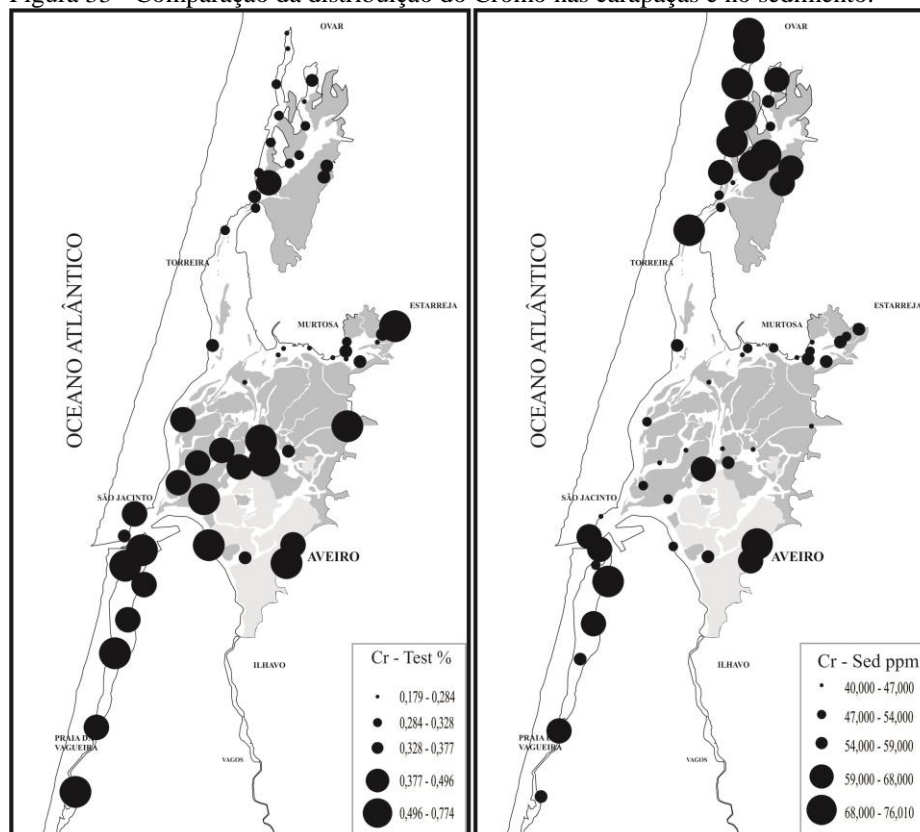 Figura 33 - Comparação da distribuição do Cromo nas carapaças e no sedimento.
OVAR
OCEANO ATLÂNTICO
TORREIRA
ESTARREJA
MURTOSA
SÃO JACINTO
AVEIRO
ILHAVO
PRAIA DA
VAGUEIRA
VAGOS
Cr - Test %
0,179 - 0,284
0,284 - 0,328
0,328 - 0,377
0,377 - 0,496
0,496 - 0,774
OVAR
OCEANO ATLÂNTICO
TORREIRA
ESTARREJA
MURTOSA
SÃO JACINTO
AVEIRO
ILHAVO
PRAIA D
VAGUEIRA
VAGOS
Cr - Sed ppm
40,000 - 47,000
47,000 - 54,000
54,000 - 59,000
59,000 - 68,000
68,000 - 76,010